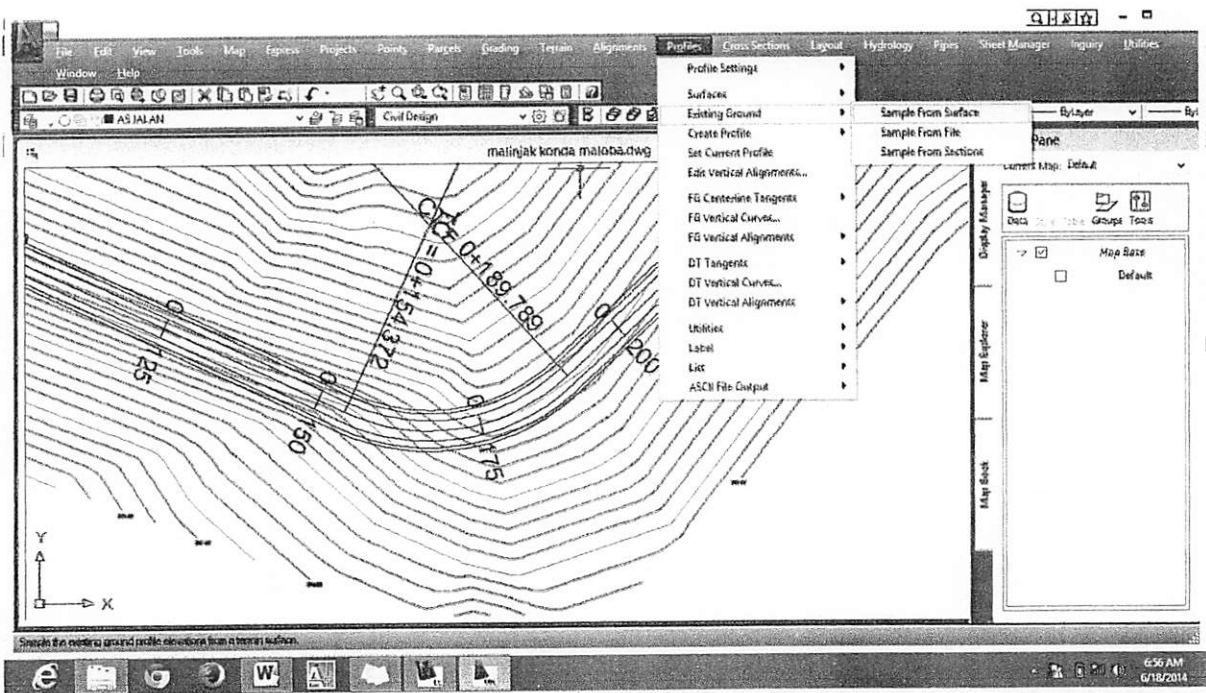 File Edit View Tools Map Express Projects Points Parcels Grading Terrain Alignments Profiles Cross Sections Layout Hydrology Pipes Sheet Manager Inquiry Utilities
Window Help
AS JALAN
Civil Design
ByLayer
malinjak konda maloba.dwg
Profile Settings
Surfaces
Existing Ground
Create Profile
Set Current Profile
Edit Vertical Alignments...
FG Centerline Tangents
FG Vertical Curves...
FG Vertical Alignments
DT Tangents
DT Vertical Curves...
DT Vertical Alignments
Utilities
Label
List
ASCII File Output
Sample From Surface
Sample From File
Sample From Sections
Pane
Current Map: Default
Data
Groups Tools
Map Base
Default
Display Manager
Map Explorer
Map Book
0+189.789
= 0+154.372
0
125
0
150
0
175
0
200
Y
X
Sample the existing ground profile elevations from a terrain surface.
6:56 AM
6/18/2014